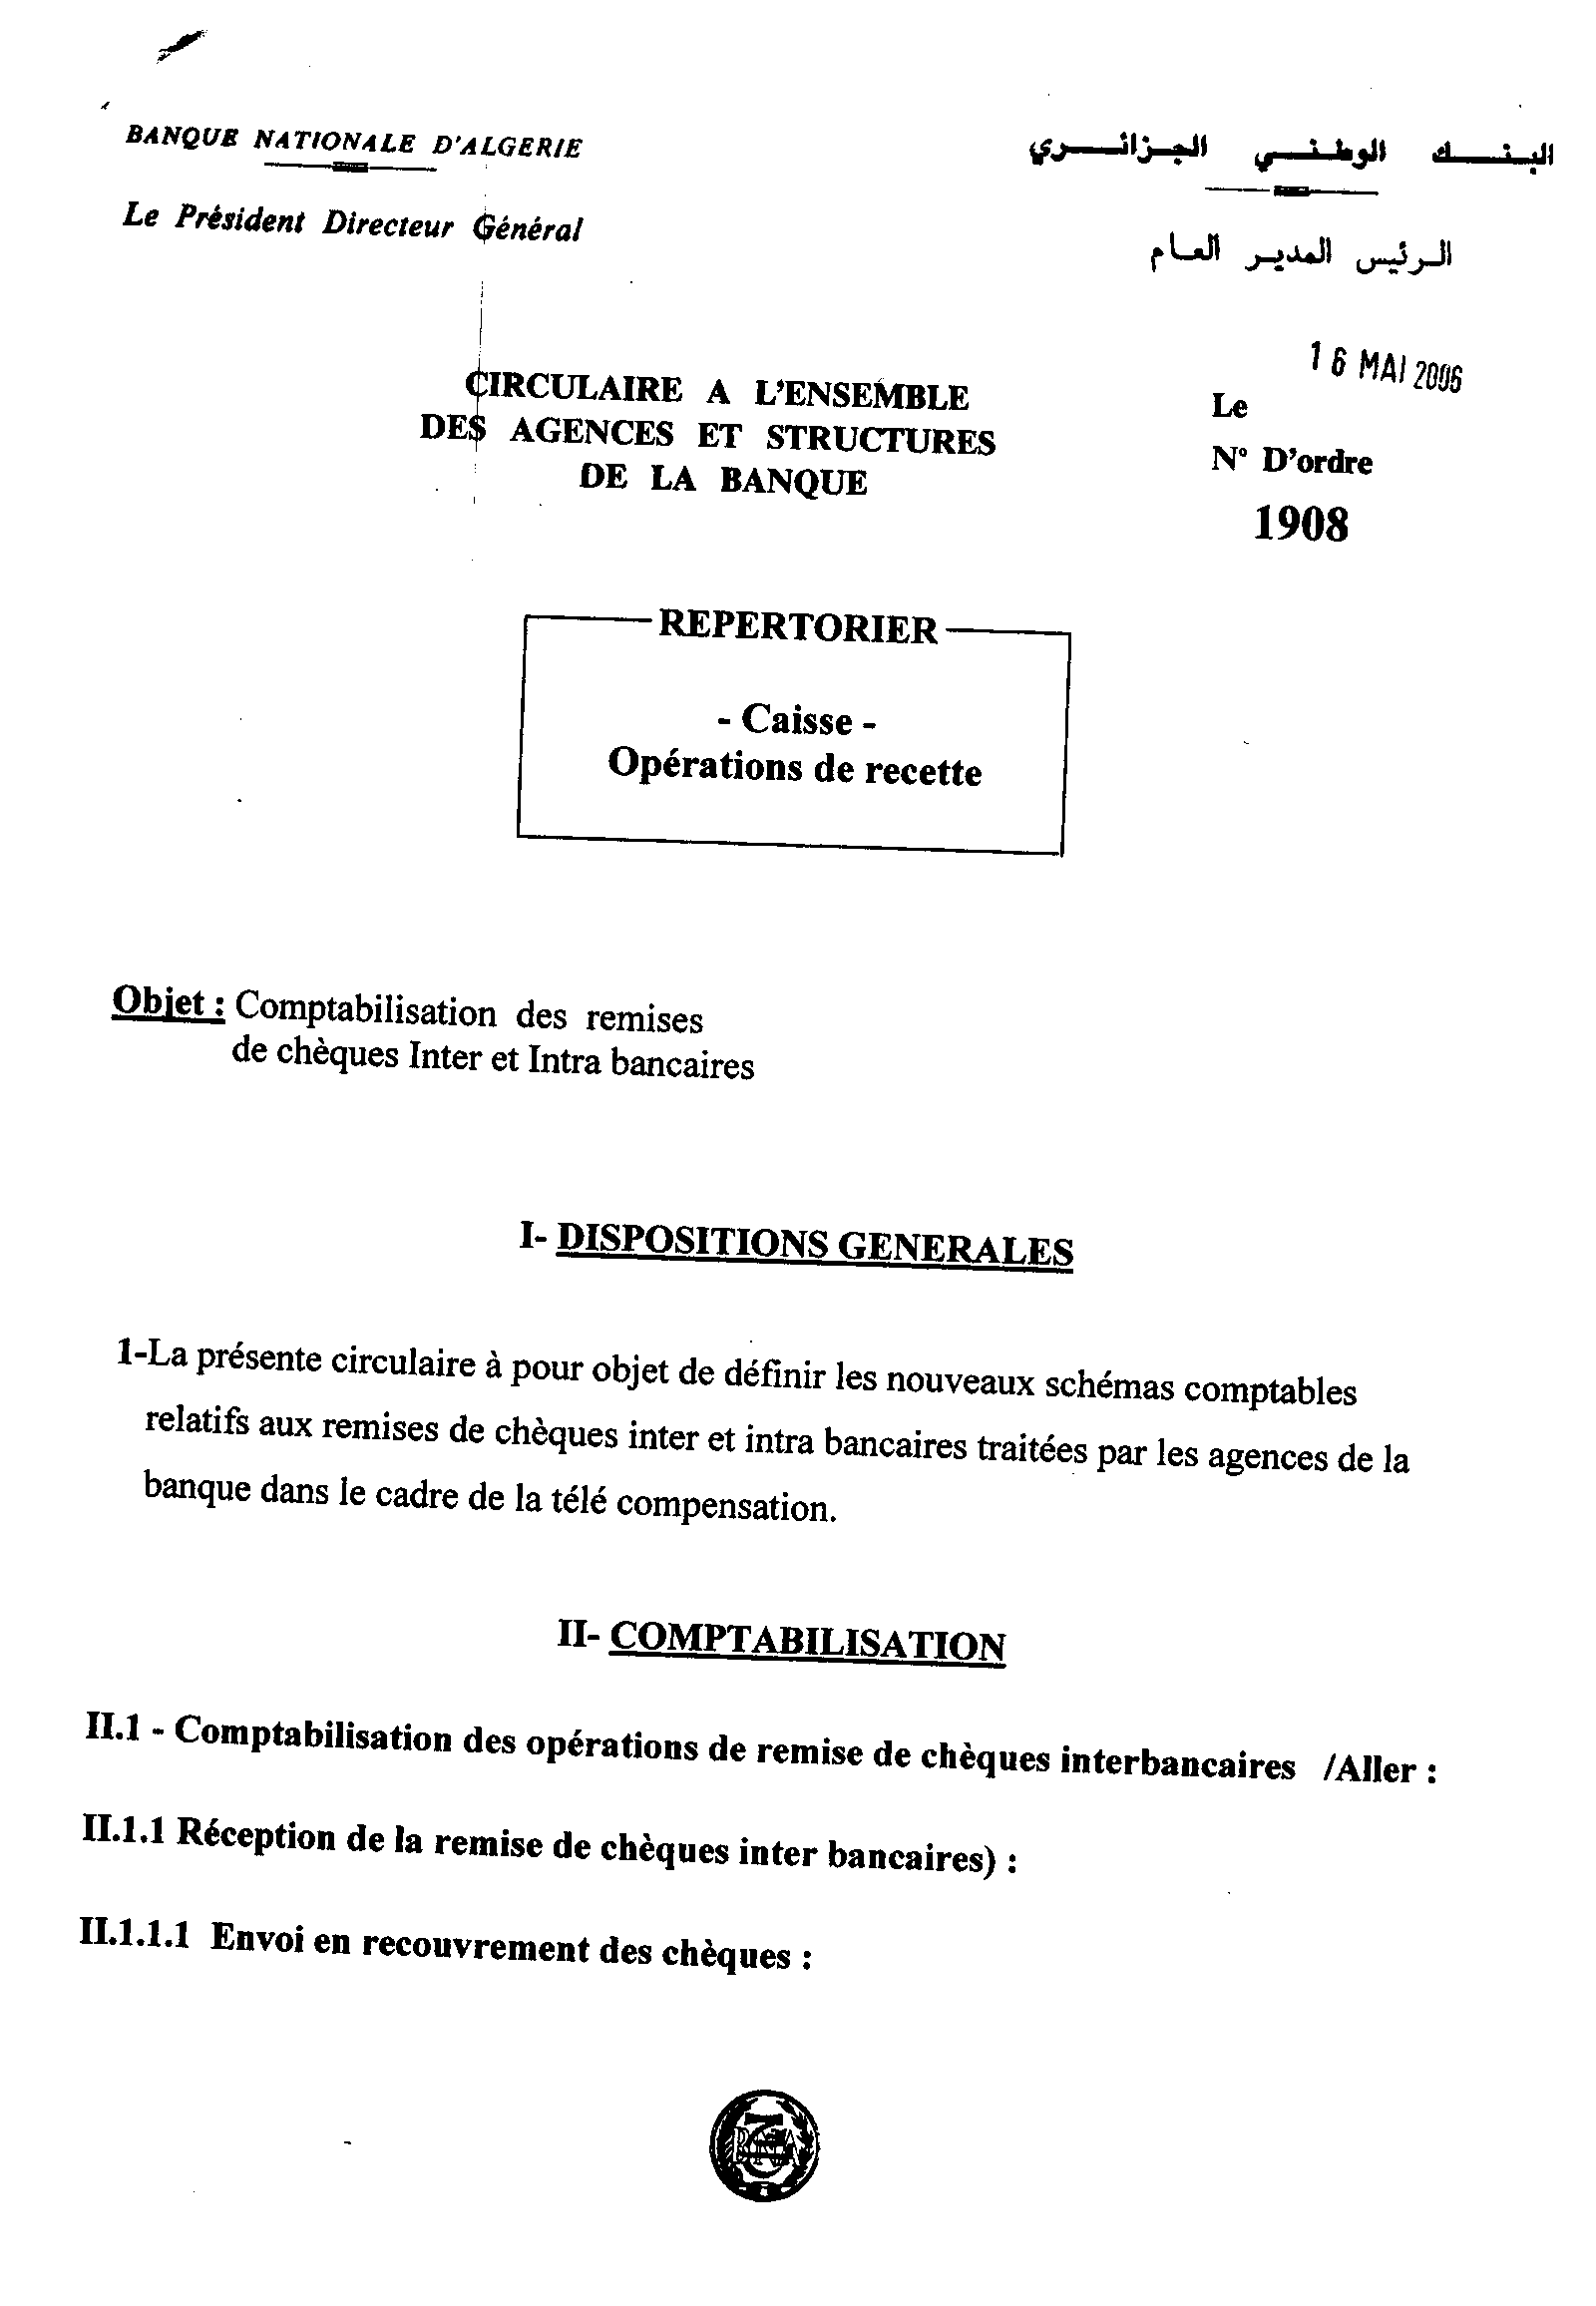 BANQUE NATIONALE D'ALGERIE
البنك الوطني الجزائري
Le Président Directeur Général
الرئيس المدير العام
16 MAI 2006
CIRCULAIRE A L'ENSEMBLE
DES AGENCES ET STRUCTURES
DE LA BANQUE
Le
N° D'ordre
1908
REPERTORIER
- Caisse -
Opérations de recette
Objet : Comptabilisation des remises
de chèques Inter et Intra bancaires
I- DISPOSITIONS GENERALES
1-La présente circulaire à pour objet de définir les nouveaux schémas comptables
relatifs aux remises de chèques inter et intra bancaires traitées par les agences de la
banque dans le cadre de la télé compensation.
II- COMPTABILISATION
II.1 - Comptabilisation des opérations de remise de chèques interbancaires /Aller :
II.1.1 Réception de la remise de chèques inter bancaires) :
II.1.1.1 Envoi en recouvrement des chèques :
BNA